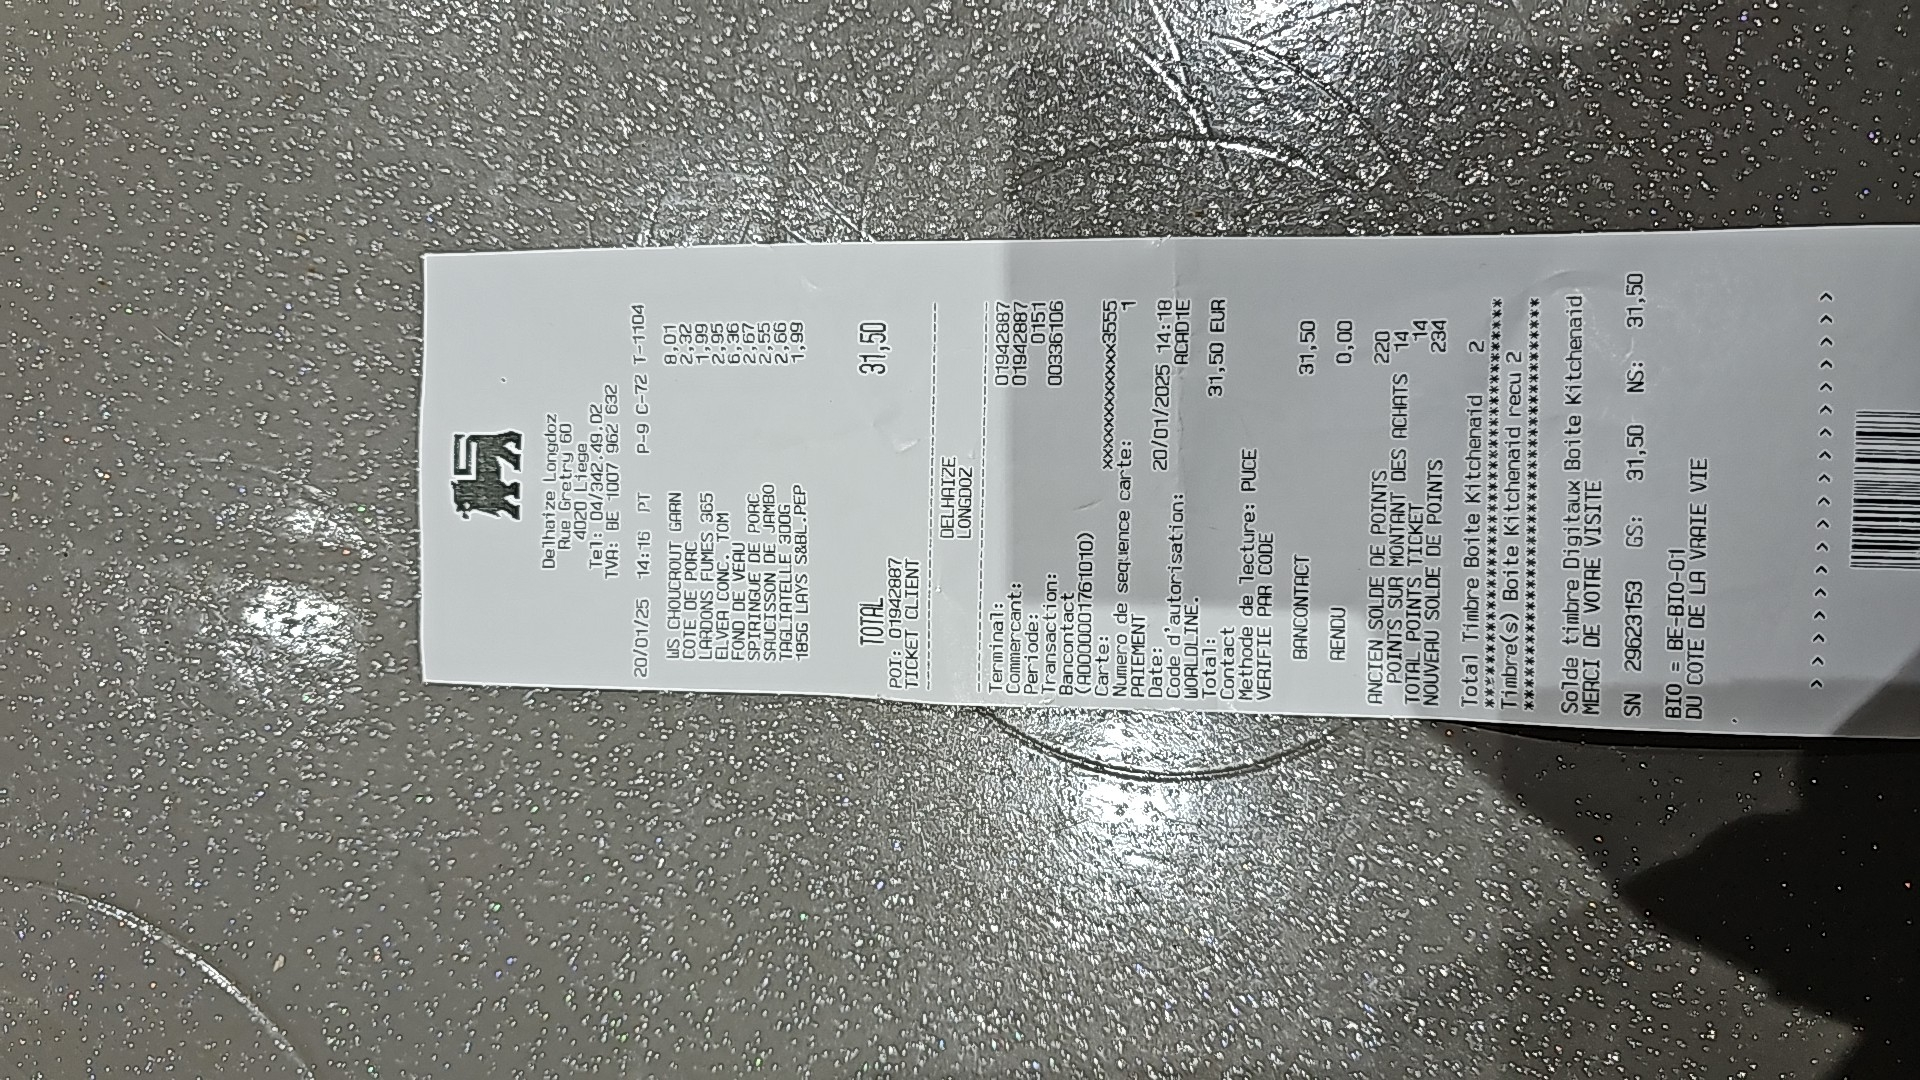 Delhaize Longdoz
Rue Gretry 60
4020 Liege
Tel: 04/342.49.02
TVA: BE 1007 962 632
20/01/25 14:16 PT P-9 C-72 T-1104
WS CHOUCROUT GARN 8,01
COTE DE PORC 2,32
LARDONS FUMES 365 1,99
ELVEA CONC. TOM 2,95
FOND DE VEAU 6,36
SPIRINGUE DE PORC 2,67
SAUCISSON DE JAMBO 2,55
TAGLIATELLE 300G 2,66
185G LAYS S&BL.PEP 1,99
TOTAL 31,50
POI: 01942887
TICKET CLIENT
DELHAIZE
LONGDOZ
Terminal: 01942887
Commercant: 01942887
Periode: 0151
Transaction: 00336106
Bancontact
(A0000001761010)
Carte: xxxxxxxxxxxxx3555
Numero de sequence carte: 1
PAIEMENT
Date: 20/01/2025 14:18
Code d'autorisation: ACAD1E
WORLDLINE.
Total: 31,50 EUR
Contact
(Methode de lecture: PUCE
VERIFIE PAR CODE
BANCONTACT 31,50
RENDU 0,00
ANCIEN SOLDE DE POINTS 220
POINTS SUR MONTANT DES ACHATS 14
TOTAL POINTS TICKET 14
NOUVEAU SOLDE DE POINTS 234
Total Timbre Boite Kitchenaid 2
****************************************
Timbre(s) Boite Kitchenaid recu 2
****************************************
Solde timbre Digitaux Boite Kitchenaid
MERCI DE VOTRE VISITE
SN 29623153 GS: 31,50 NS: 31,50
BIO = BE-BIO-01
DU COTE DE LA VRAIE VIE
> > > > > > > > > > > > > > > > >